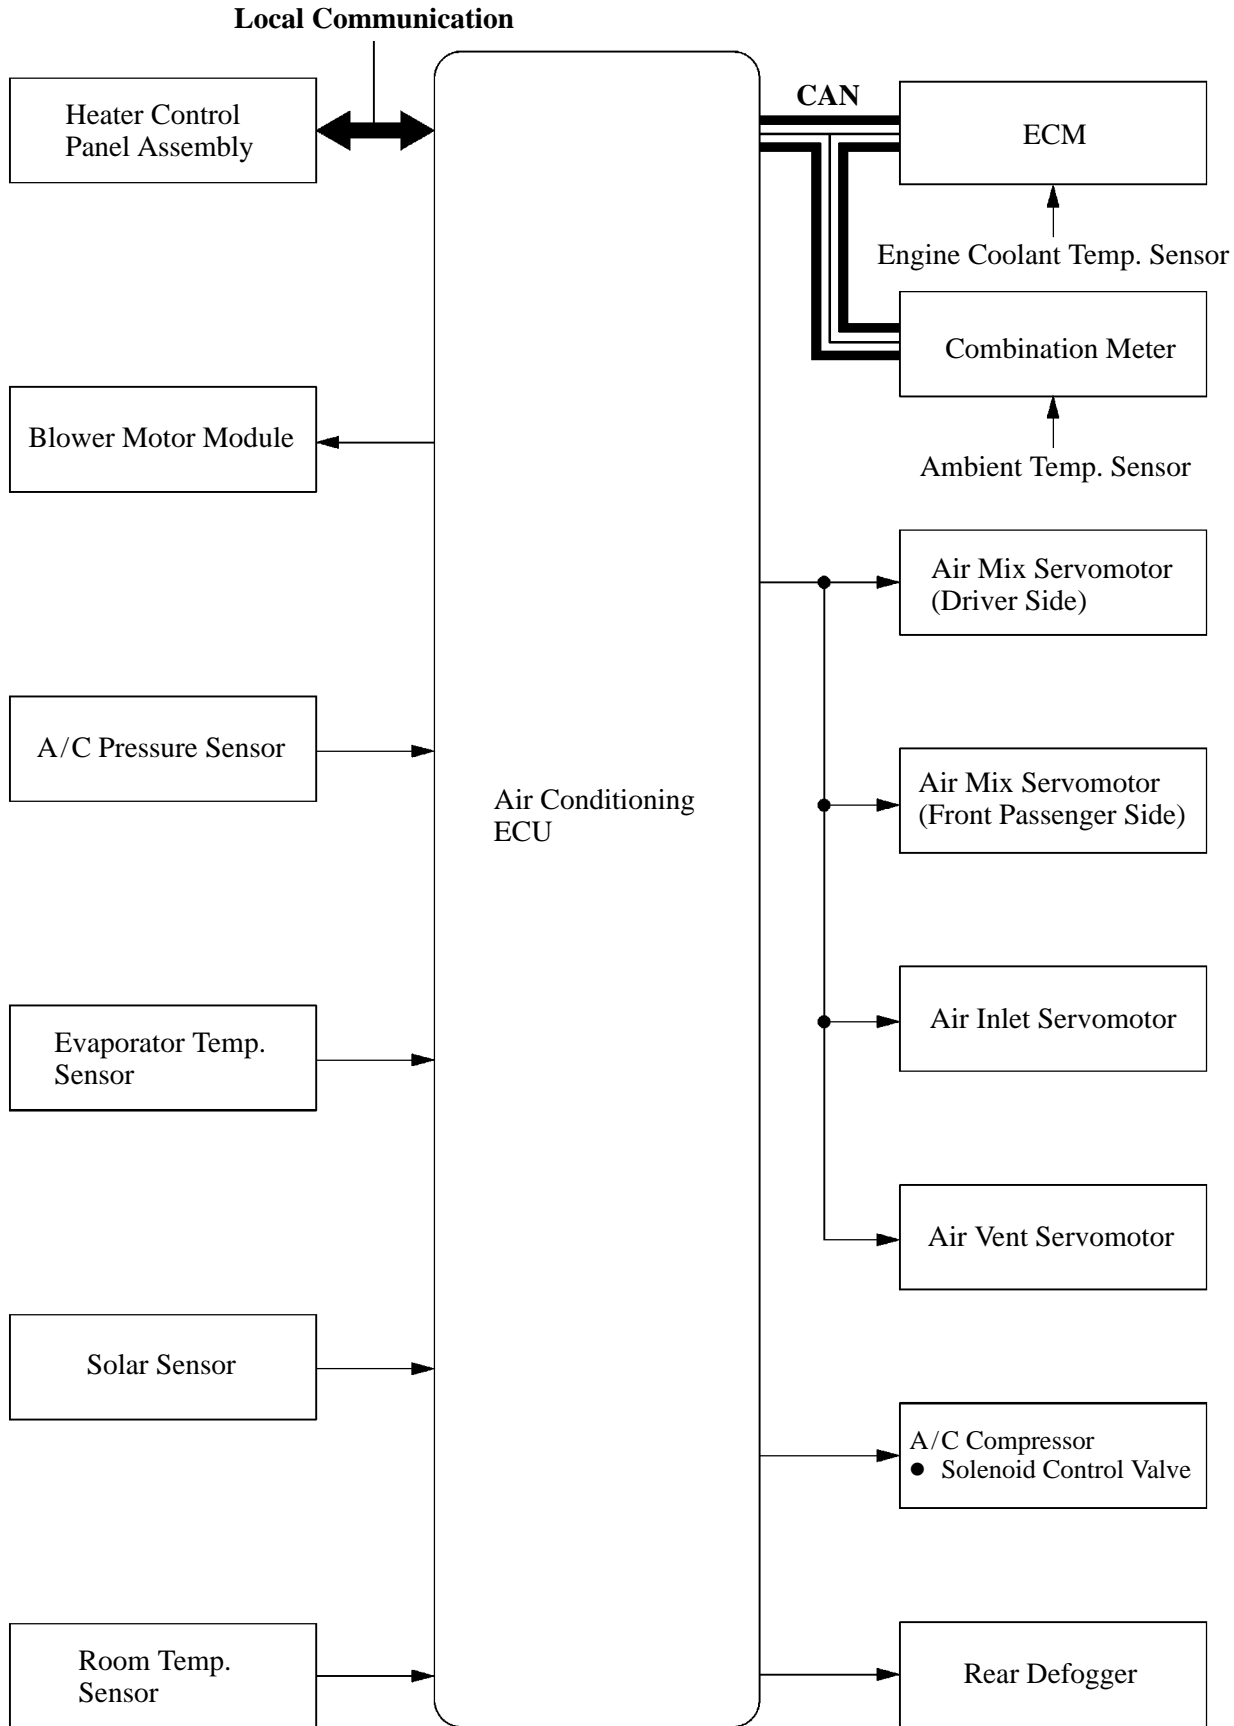 Local Communication
Heater Control
Panel Assembly
CAN
ECM
Engine Coolant Temp. Sensor
Combination Meter
Ambient Temp. Sensor
Blower Motor Module
Air Mix Servomotor
(Driver Side)
A/C Pressure Sensor
Air Conditioning
ECU
Air Mix Servomotor
(Front Passenger Side)
Evaporator Temp.
Sensor
Air Inlet Servomotor
Air Vent Servomotor
Solar Sensor
A/C Compressor
● Solenoid Control Valve
Room Temp.
Sensor
Rear Defogger